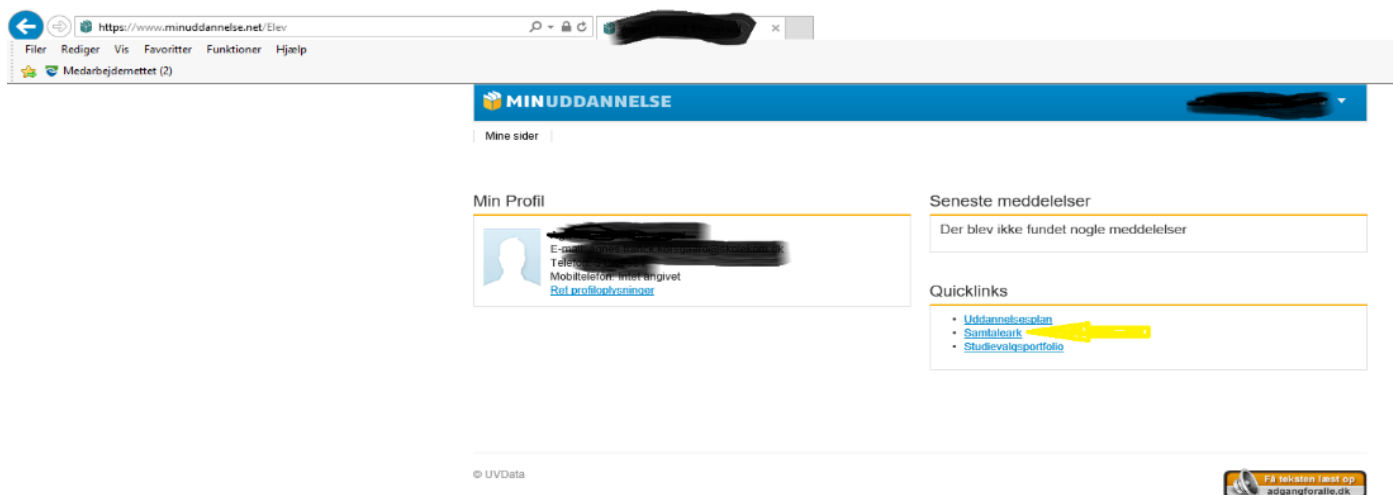 https://www.minuddannelse.net/Elev
Filer Rediger Vis Favoritter Funktioner Hjælp
Medarbejdernettet (2)
MINUDDANNELSE
Mine sider
Min Profil
E-mail:
Mobiltelefon: Intet angivet
Ret profiloplysninger
Seneste meddelelser
Der blev ikke fundet nogle meddelelser
Quicklinks
Uddannelsesplan
Samtaleark
Studievalgsportfolio
© UVData
Få teksten læst op
adgangforalle.dk